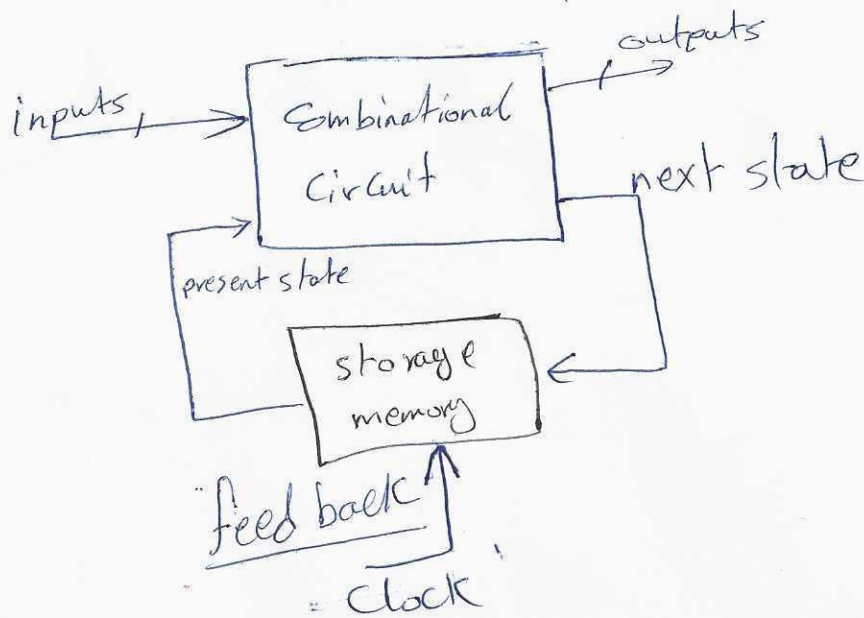 outputs
inputs
Combinational
Circuit
next state
present state
storage
memory
feed back
Clock